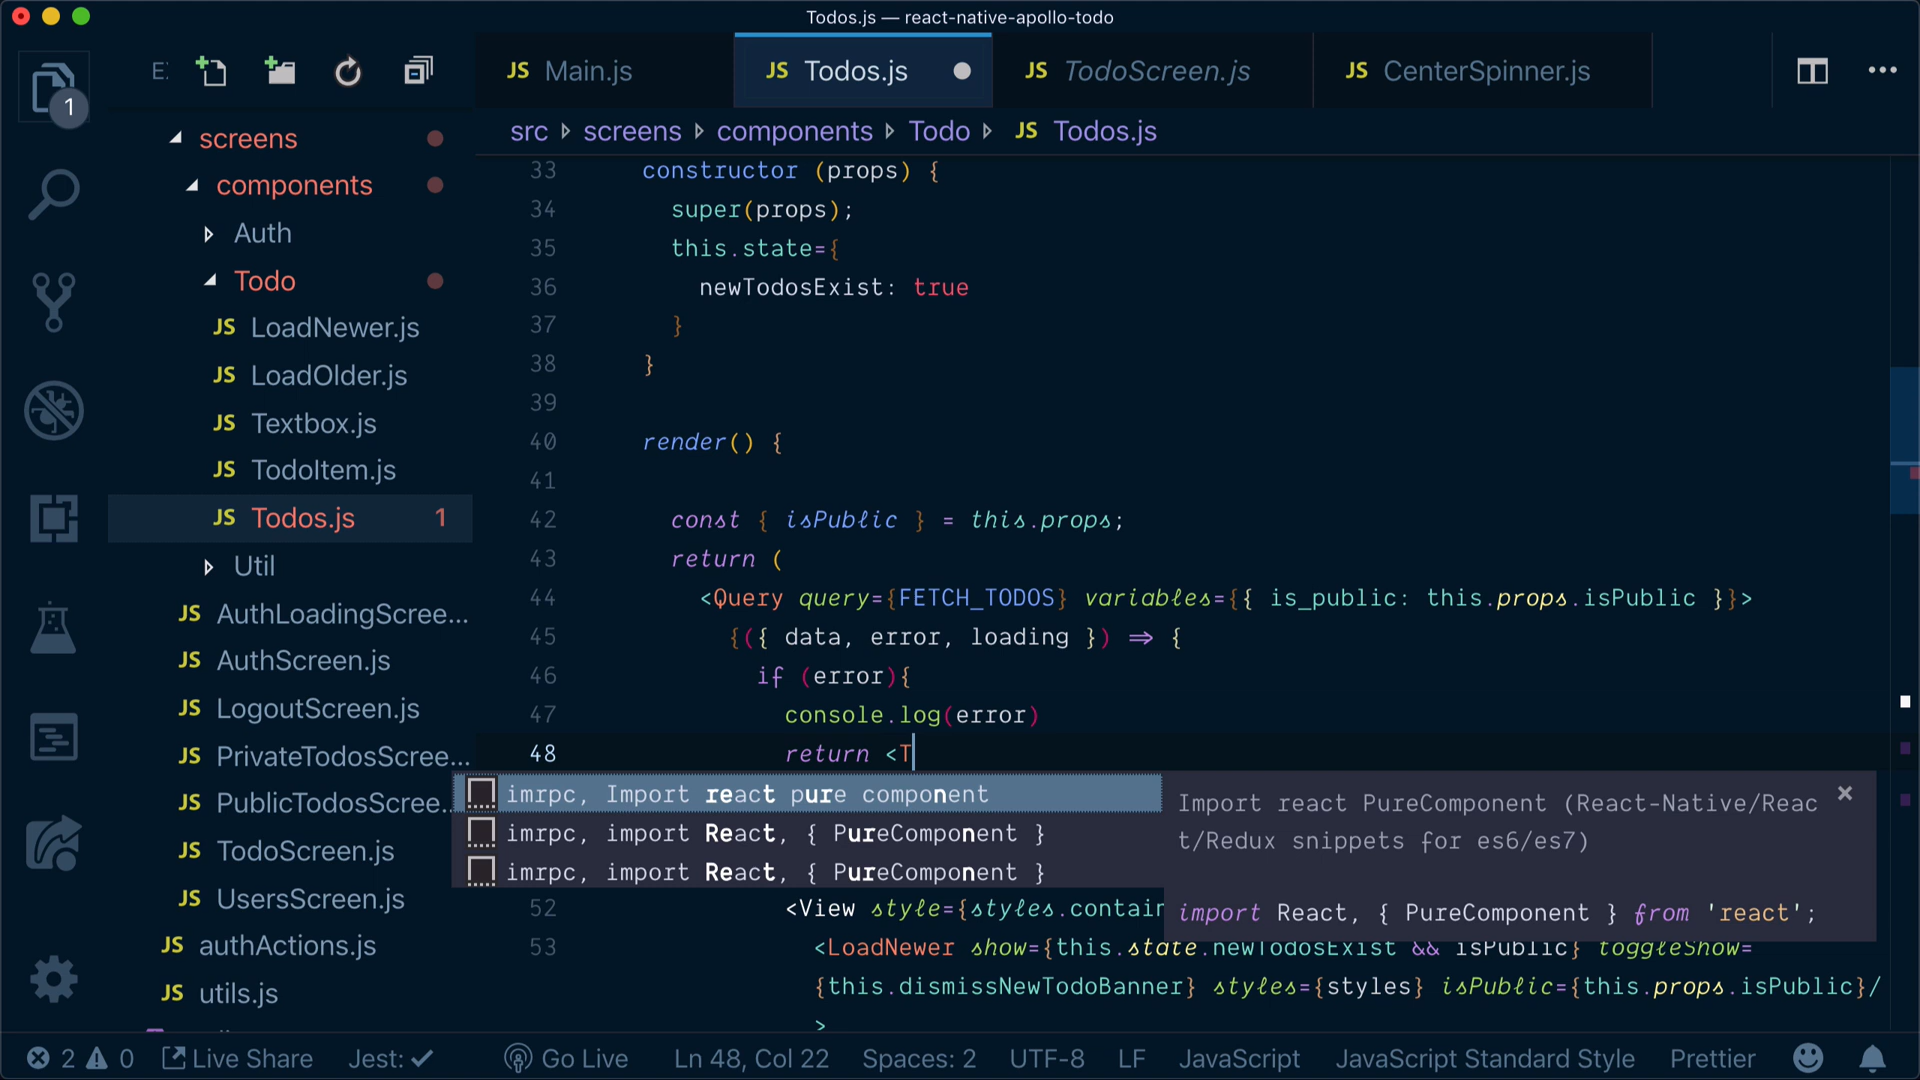 Todos.js — react-native-apollo-todo
E:
JS Main.js
JS Todos.js
JS TodoScreen.js
JS CenterSpinner.js
1
src screens components Todo JS Todos.js
screens
components
Auth
Todo
JS LoadNewer.js
JS LoadOlder.js
JS Textbox.js
JS TodoItem.js
JS Todos.js 1
Util
JS AuthLoadingScree...
JS AuthScreen.js
JS LogoutScreen.js
JS PrivateTodosScree...
JS PublicTodosScree..
JS TodoScreen.js
JS UsersScreen.js
JS authActions.js
JS utils.js
33 constructor (props) {
34 super(props);
35 this.state={
36 newTodosExist: true
37 }
38 }
39
40 render() {
41
42 const { isPublic } = this.props;
43 return (
44 <Query query={FETCH_TODOS} variables={{ is_public: this.props.isPublic }}>
45 {({ data, error, loading }) => {
46 if (error){
47 console.log(error)
48 return <T
imrpc, Import react pure component
imrpc, import React, { PureComponent }
imrpc, import React, { PureComponent }
Import react PureComponent (React-Native/Reac
t/Redux snippets for es6/es7)
import React, { PureComponent } from 'react';
52 <View style={styles.contain
53 <LoadNewer show={this.state.newTodosExist && isPublic} toggleShow=
{this.dismissNewTodoBanner} styles={styles} isPublic={this.props.isPublic}/
>
2 0 Live Share Jest: Go Live Ln 48, Col 22 Spaces: 2 UTF-8 LF JavaScript JavaScript Standard Style Prettier